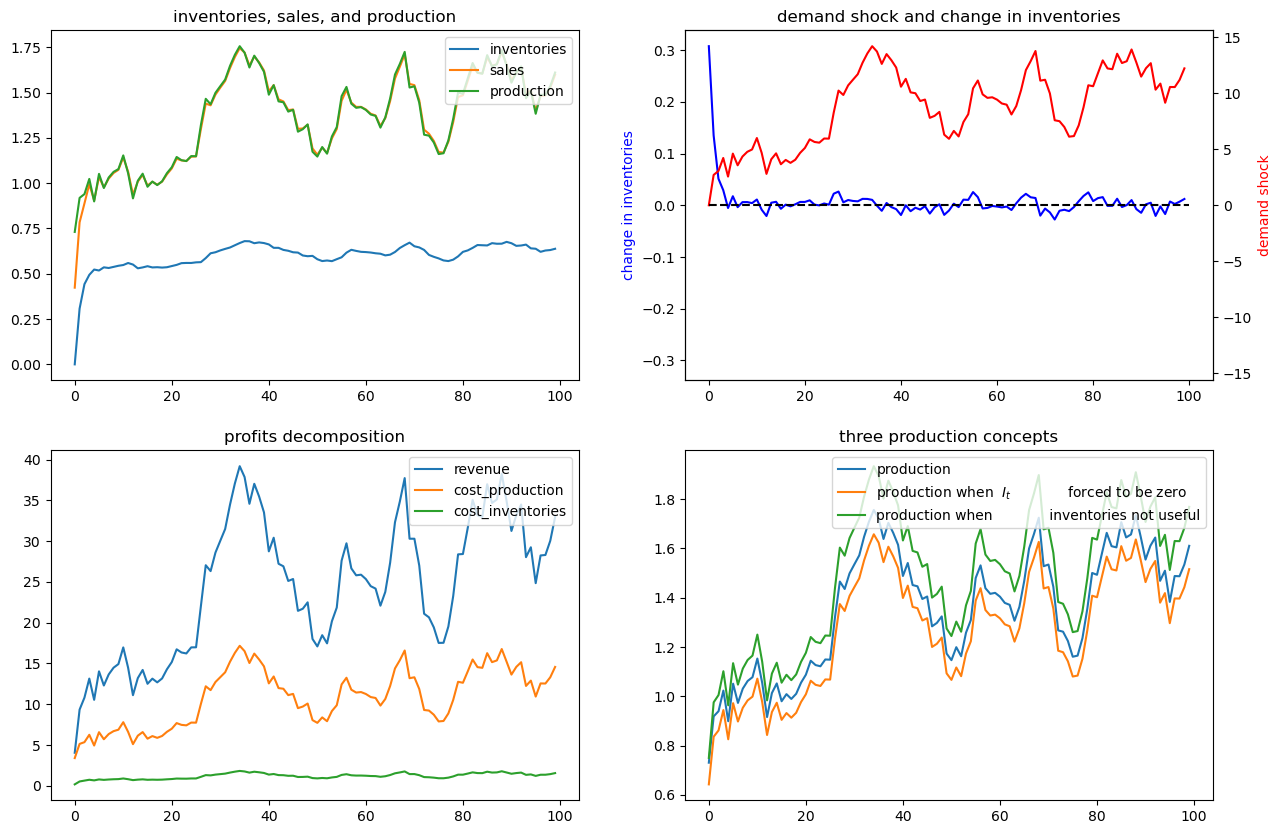 inventories, sales, and production
1.75
1.50
1.25
1.00
0.75
0.50
0.25
0.00
0 20 40 60 80 100
inventories
sales
production
demand shock and change in inventories
change in inventories
0.3
0.2
0.1
0.0
−0.1
−0.2
−0.3
0 20 40 60 80 100
15
10
5
0
−5
−10
−15
demand shock
profits decomposition
40
35
30
25
20
15
10
5
0
0 20 40 60 80 100
revenue
cost_production
cost_inventories
three production concepts
1.8
1.6
1.4
1.2
1.0
0.8
0.6
0 20 40 60 80 100
production
production when I_t forced to be zero
production when inventories not useful